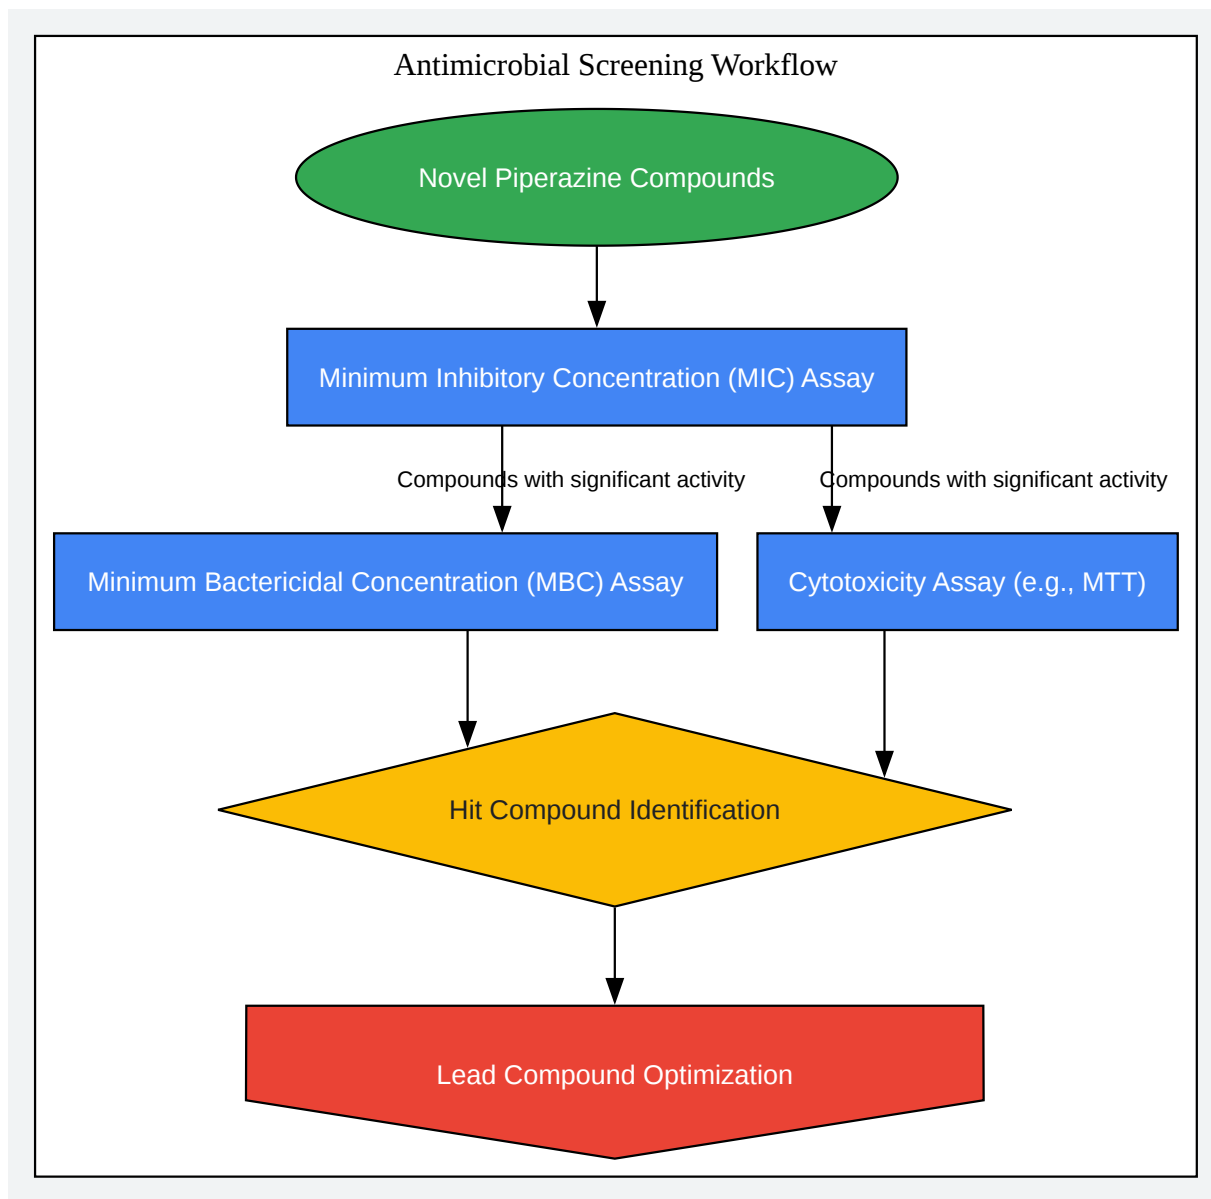 Antimicrobial Screening Workflow
Novel Piperazine Compounds
Minimum Inhibitory Concentration (MIC) Assay
Compounds with significant activity
Compounds with significant activity
Minimum Bactericidal Concentration (MBC) Assay
Cytotoxicity Assay (e.g., MTT)
Hit Compound Identification
Lead Compound Optimization